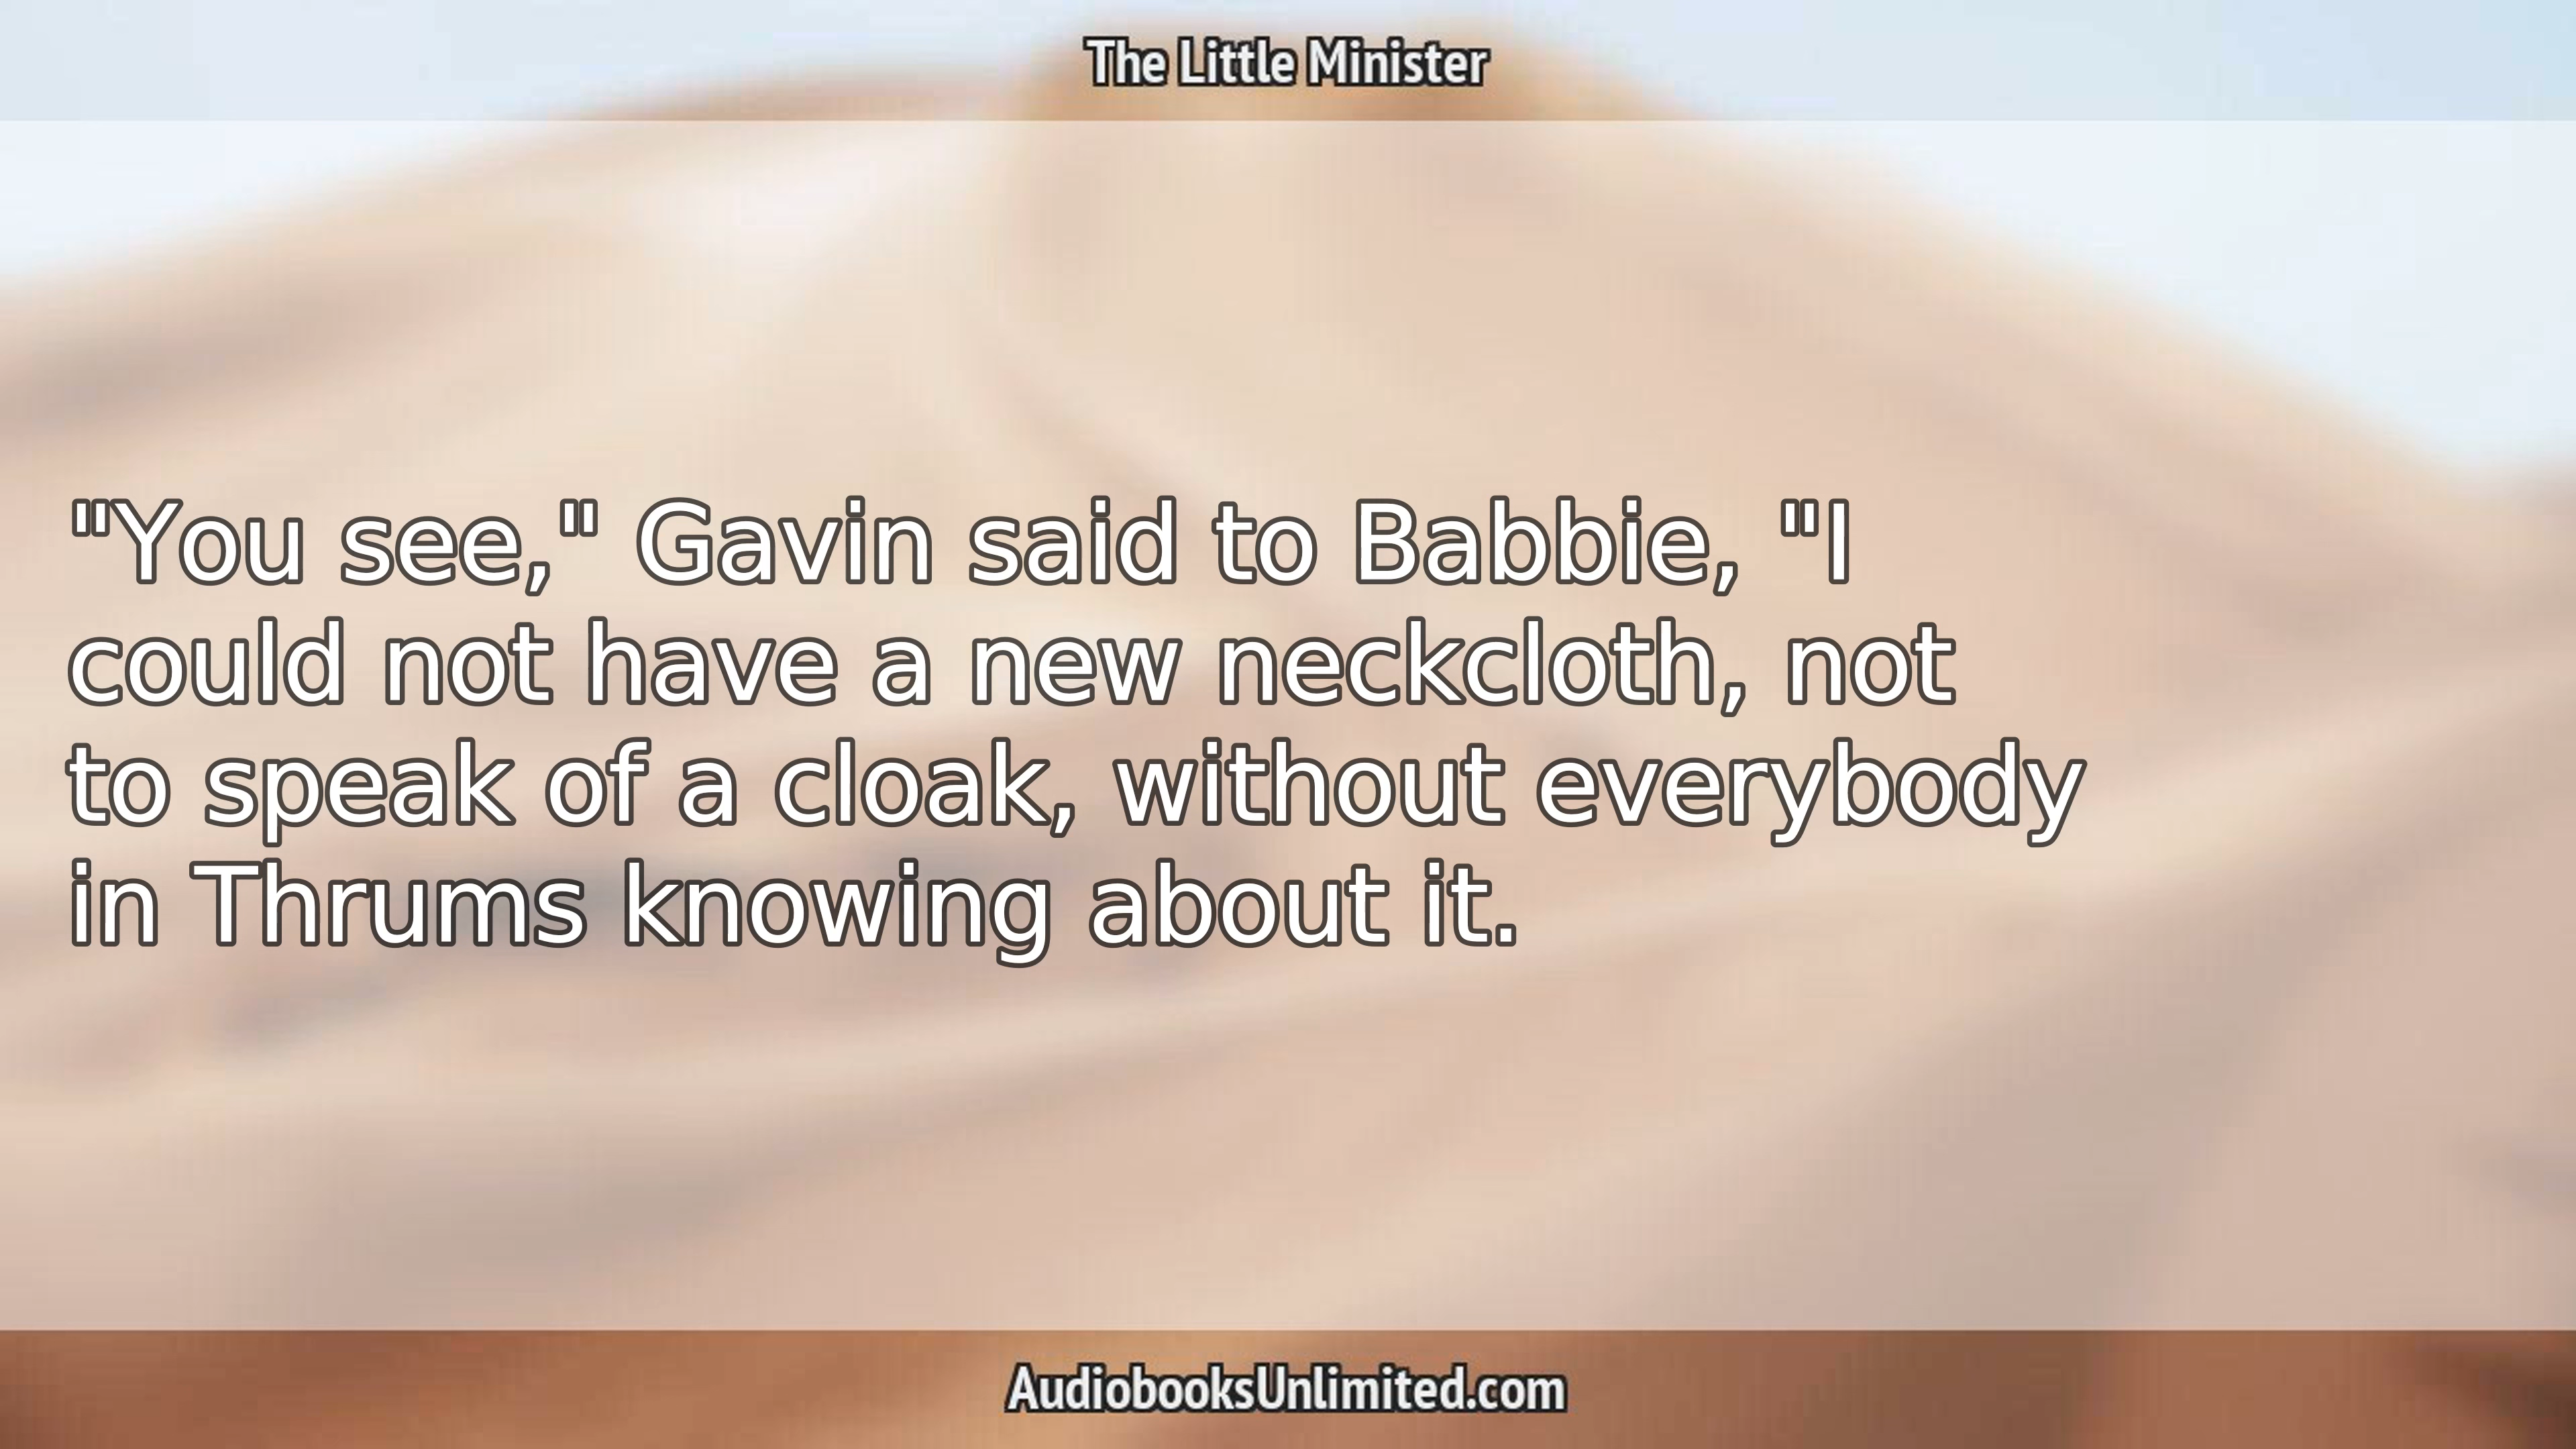 The Little Minister
"You see," Gavin said to Babbie, "I
could not have a new neckcloth, not
to speak of a cloak, without everybody
in Thrums knowing about it.
AudiobooksUnlimited.com